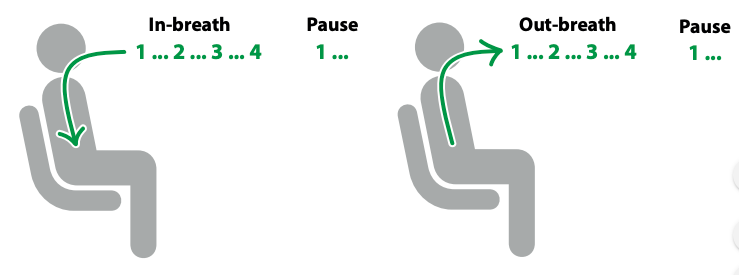 In-breath Pause
1 ... 2 ... 3 ... 4 1 ...
Out-breath Pause
1 ... 2 ... 3 ... 4 1 ...